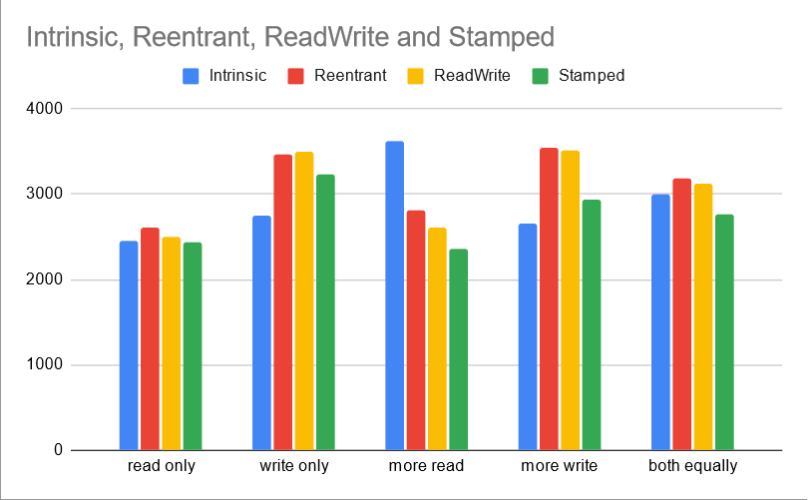 Intrinsic, Reentrant, ReadWrite and Stamped
Intrinsic Reentrant ReadWrite Stamped
4000
3000
2000
1000
0
read only write only more read more write both equally